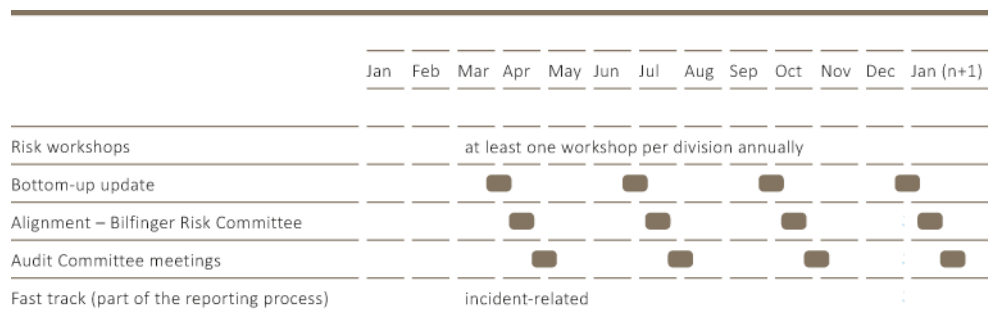 Jan Feb Mar Apr May Jun Jul Aug Sep Oct Nov Dec Jan (n+1)
Risk workshops at least one workshop per division annually
Bottom-up update
Alignment – Bilfinger Risk Committee
Audit Committee meetings
Fast track (part of the reporting process) incident-related